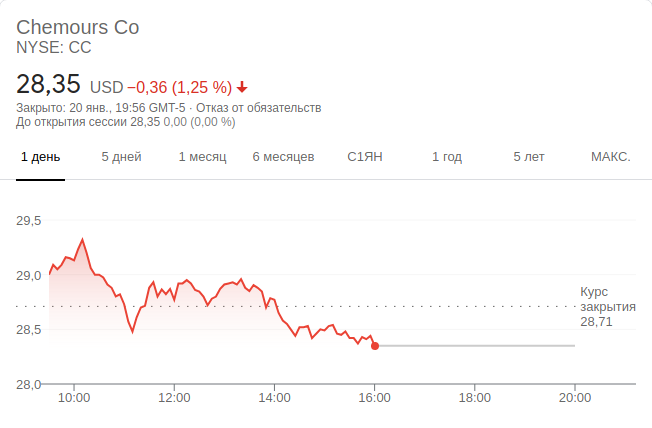 Chemours Co
NYSE: CC
28,35 USD −0,36 (1,25 %)
Закрыто: 20 янв., 19:56 GMT-5 · Отказ от обязательств
До открытия сессии 28,35 0,00 (0,00 %)
1 день 5 дней 1 месяц 6 месяцев С1ЯН 1 год 5 лет МАКС.
29,5
29,0
Курс
закрытия
28,71
28,5
28,0
10:00 12:00 14:00 16:00 18:00 20:00